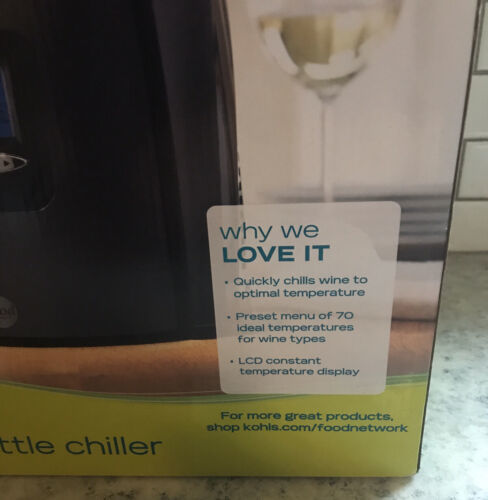 why we
LOVE IT
• Quickly chills wine to
optimal temperature
• Preset menu of 70
ideal temperatures
for wine types
• LCD constant
temperature display
For more great products,
shop kohls.com/foodnetwork
ttle chiller